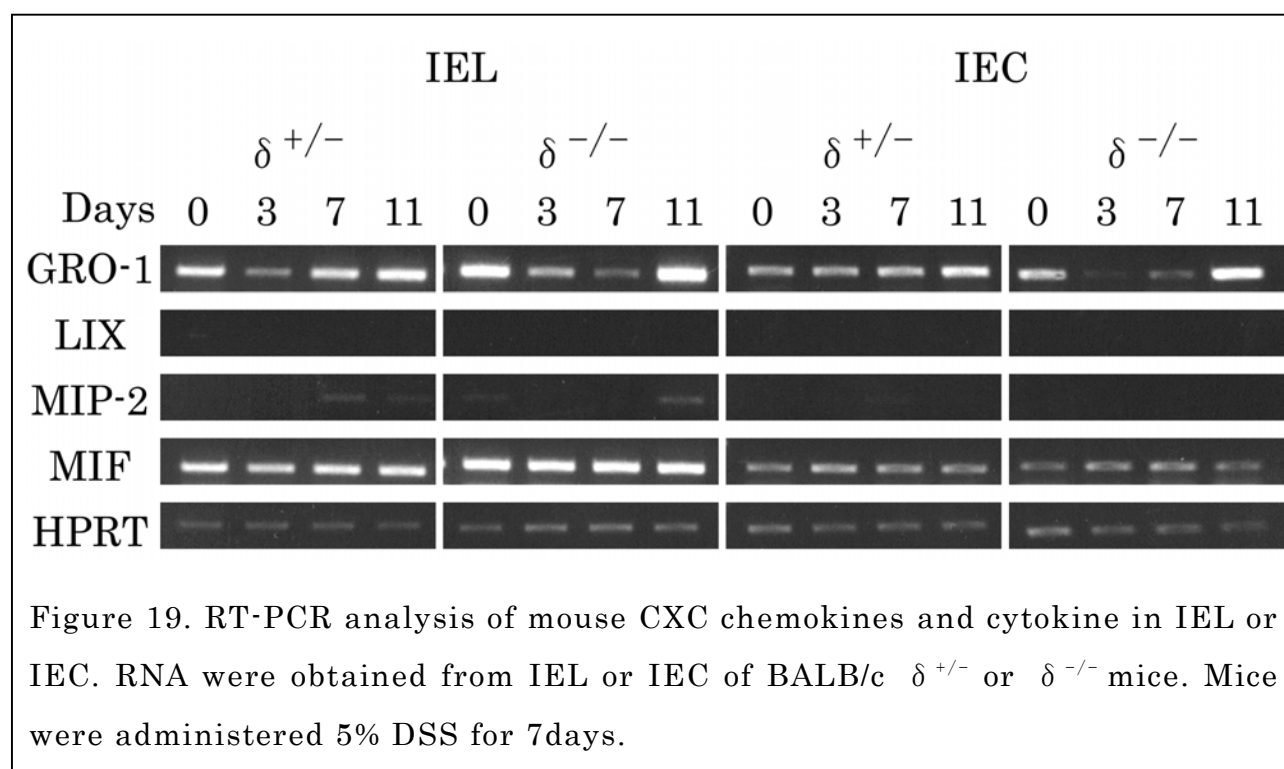 IEL IEC
δ +/− δ −/− δ +/− δ −/−
Days 0 3 7 11 0 3 7 11 0 3 7 11 0 3 7 11
GRO-1
LIX
MIP-2
MIF
HPRT
Figure 19. RT-PCR analysis of mouse CXC chemokines and cytokine in IEL or
IEC. RNA were obtained from IEL or IEC of BALB/c δ +/− or δ −/− mice. Mice
were administered 5% DSS for 7days.